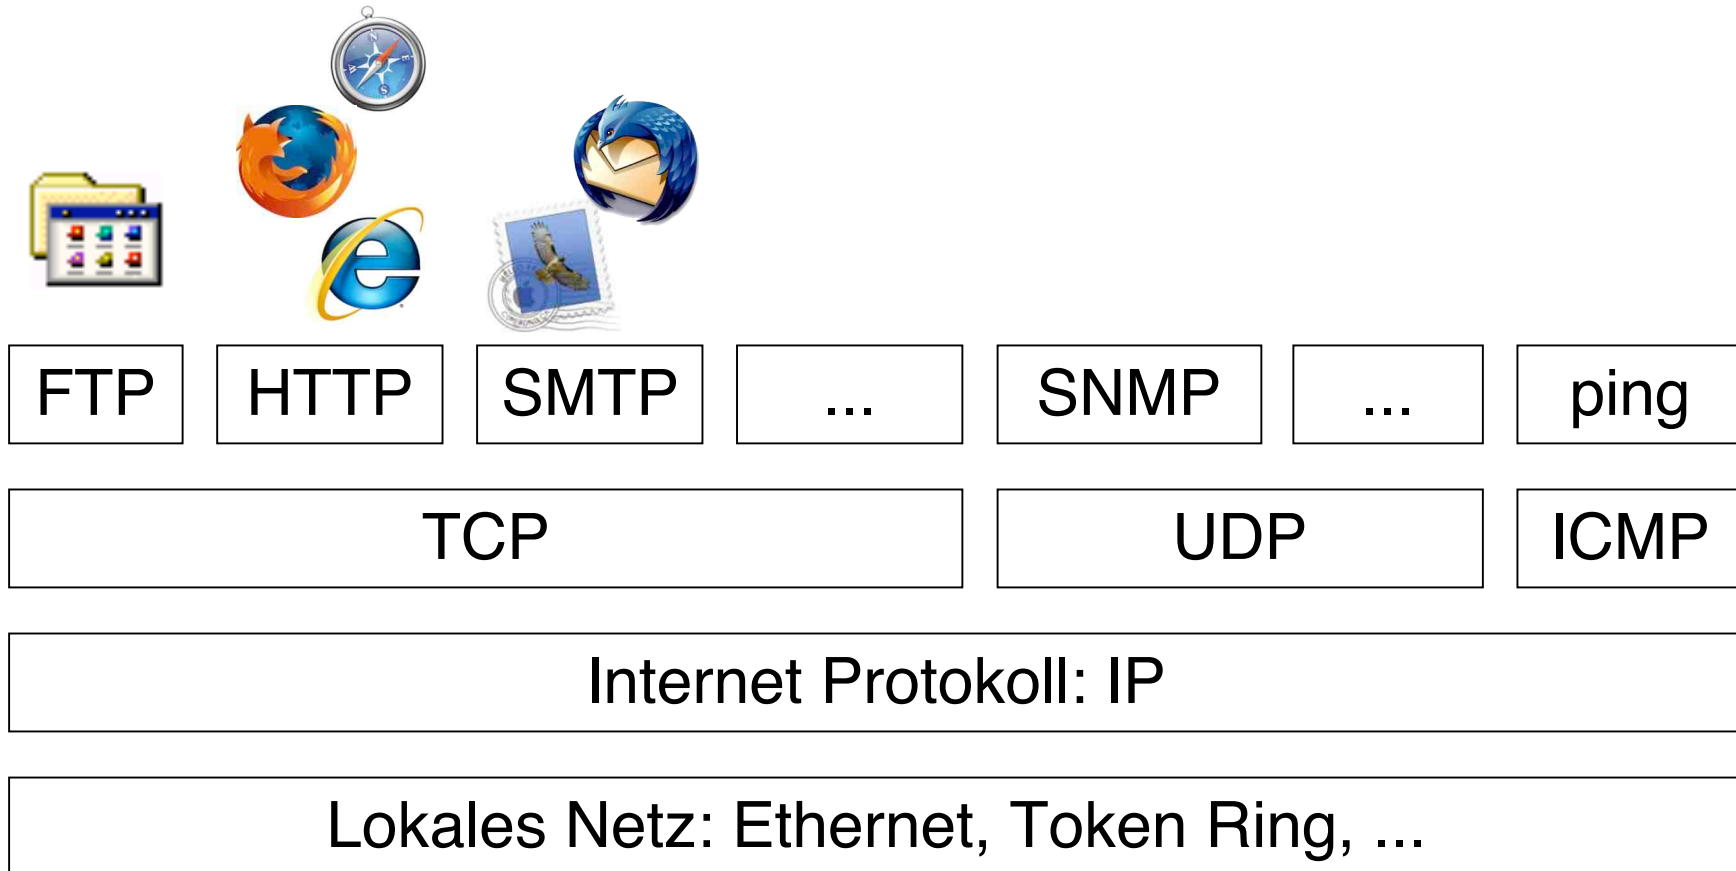 FTP HTTP SMTP ... SNMP ... ping
TCP UDP ICMP
Internet Protokoll: IP
Lokales Netz: Ethernet, Token Ring, ...